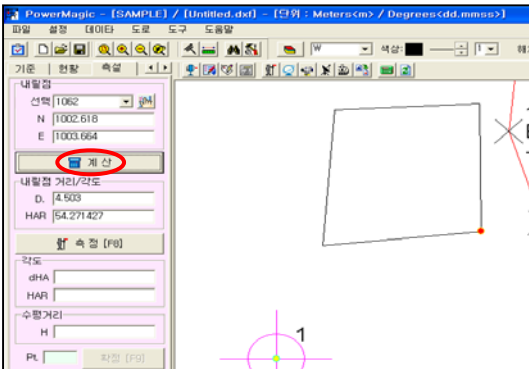 PowerMagic - [SAMPLE] / [Untitled.dxf] - [단위 : Meters<m> / Degrees<dd.mmss>]
파일 설정 데이타 도로 도구 도움말
W 색상: 1
기준 현황 측설
내릴점
선택 1062
N 1002.618
E 1003.664
계 산
내릴점 거리/각도
D. 4.503
HAR 54.271427
측 정 [F8]
각도
dHA
HAR
수평거리
H
Pt. 확정 [F9]
1